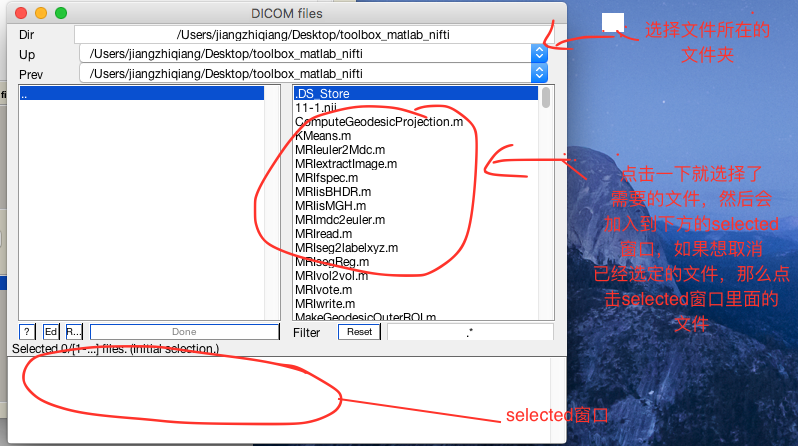 DICOM files
Dir /Users/jiangzhiqiang/Desktop/toolbox_matlab_nifti
Up /Users/jiangzhiqiang/Desktop/toolbox_matlab_nifti
Prev /Users/jiangzhiqiang/Desktop/toolbox_matlab_nifti
..
.DS_Store
11-1.nii
ComputeGeodesicProjection.m
KMeans.m
MRIeuler2Mdc.m
MRIextractImage.m
MRIfspec.m
MRIisBHDR.m
MRIisMGH.m
MRImdc2euler.m
MRIread.m
MRIseg2labelxyz.m
MRIsegReg.m
MRIvol2vol.m
MRIvote.m
MRIwrite.m
MakeGeodesicOuterROI.m
? Ed R... Done Filter Reset .*
Selected 0/[1-...] files. (Initial selection.)
选择文件所在的
文件夹
点击一下就选择了
需要的文件，然后会
加入到下方的selected
窗口，如果想取消
已经选定的文件，那么点
击selected窗口里面的
文件
selected窗口
fi